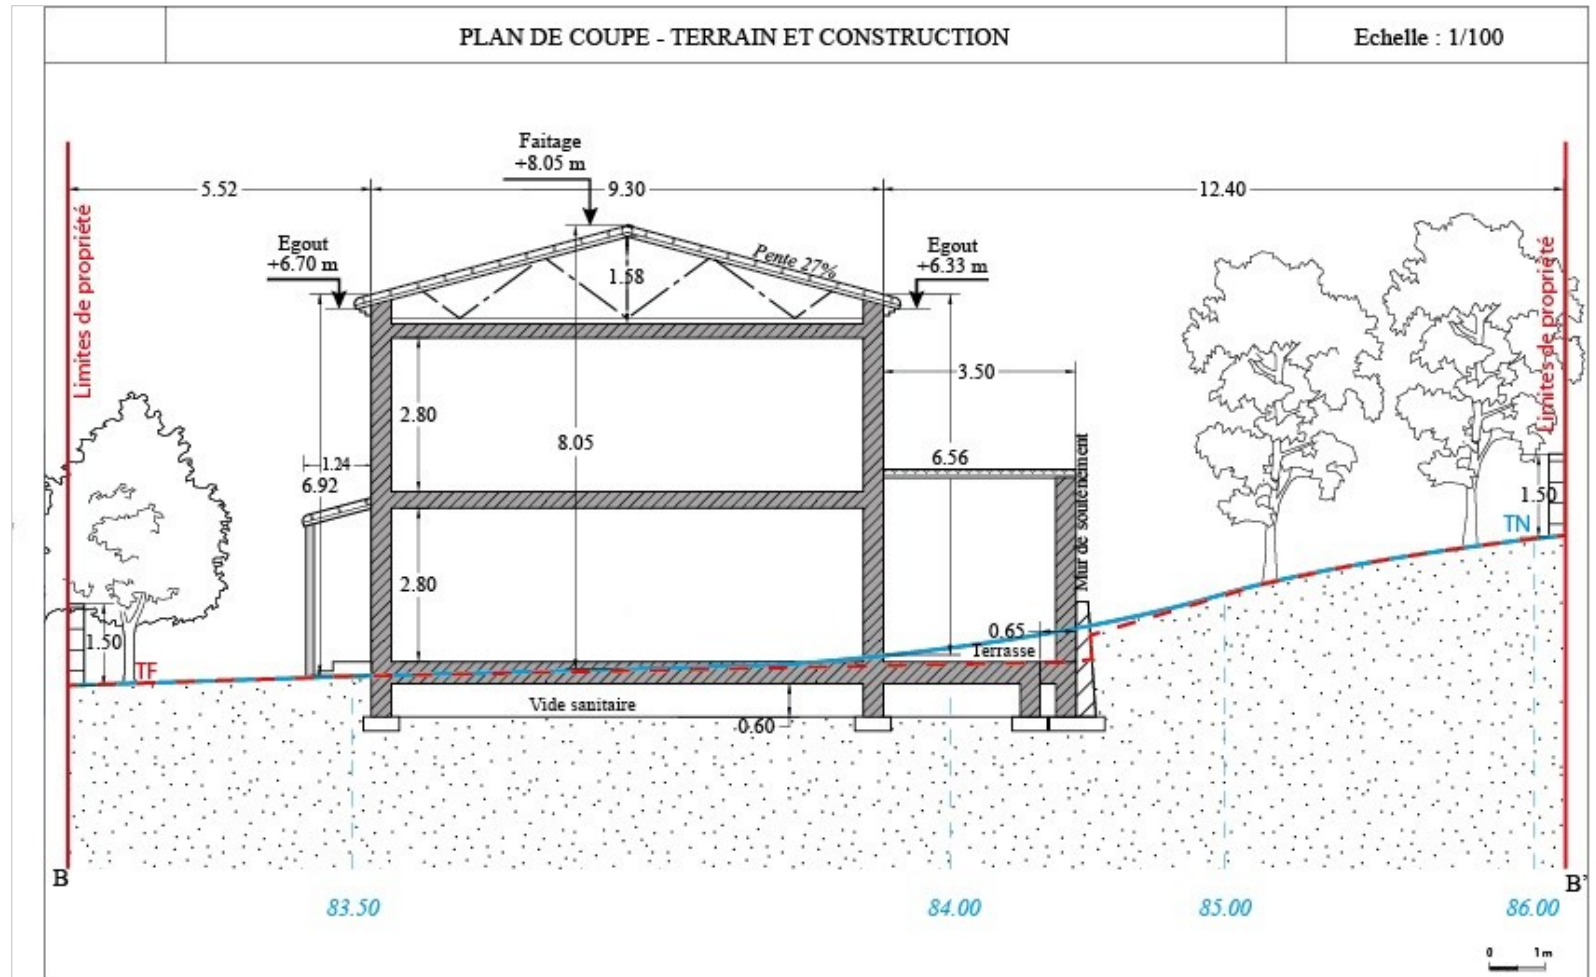 PLAN DE COUPE - TERRAIN ET CONSTRUCTION
Echelle : 1/100
Faitage
+8.05 m
5.52
9.30
12.40
Limites de propriété
Egout
+6.70 m
Pente 27%
Egout
+6.33 m
Limites de propriété
1.58
3.50
2.80
8.05
1.24
6.92
6.56
Mur de soutènement
1.50
TN
2.80
1.50
0.65
Terrasse
TF
Vide sanitaire
0.60
B
B'
83.50
84.00
85.00
86.00
0 1m